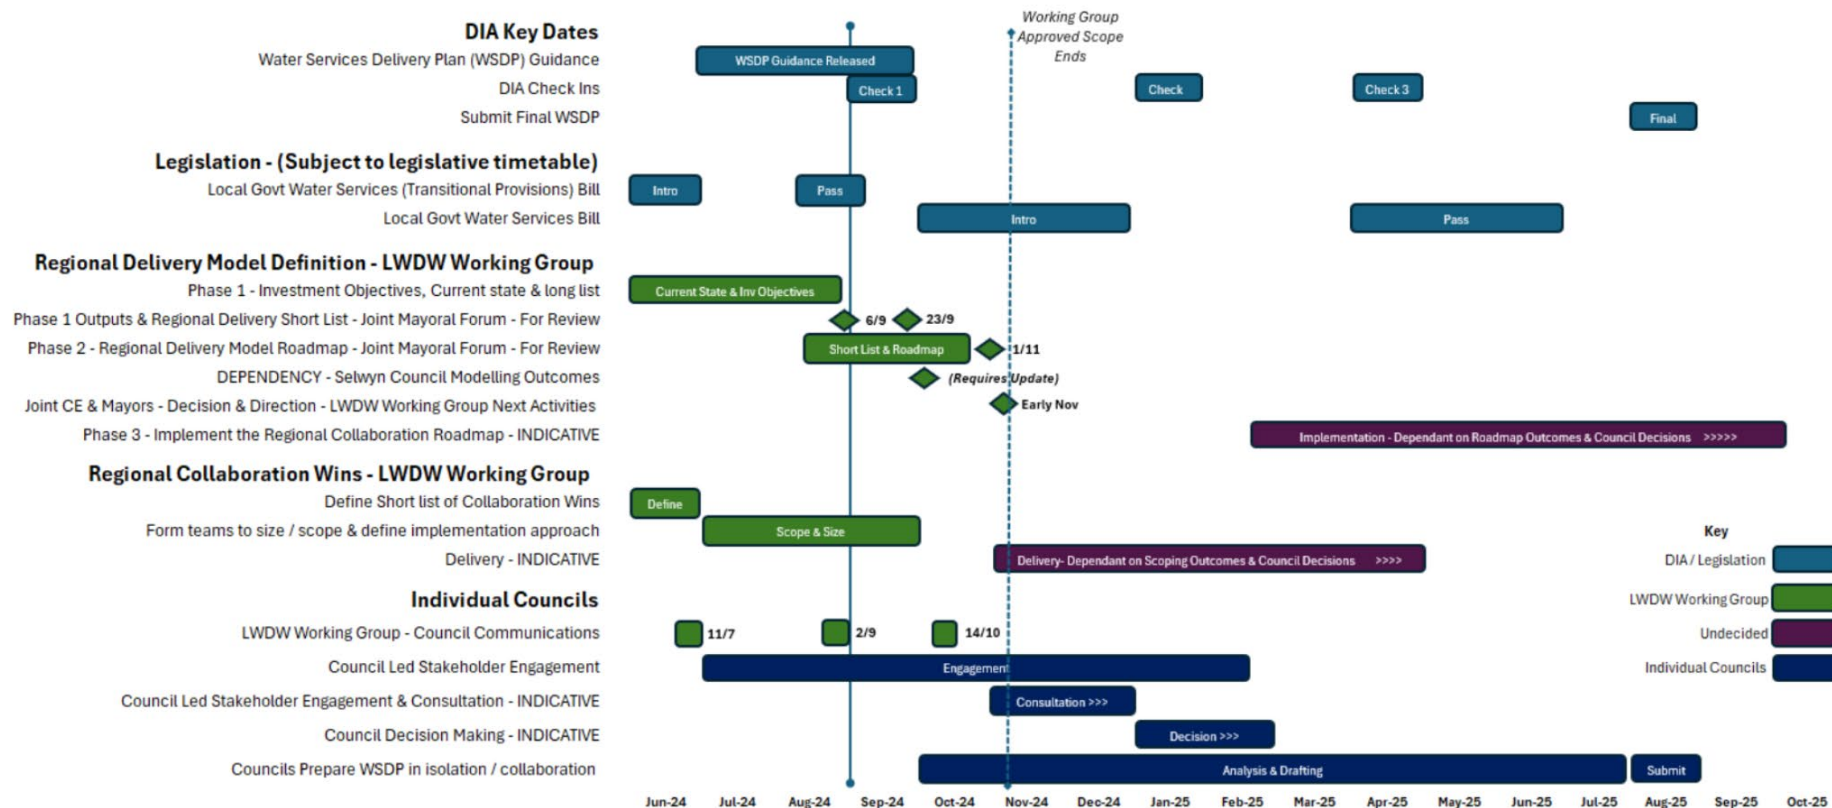 Working Group
Approved Scope
Ends
DIA Key Dates
Water Services Delivery Plan (WSDP) Guidance
WSDP Guidance Released
DIA Check Ins
Check 1
Check
Check 3
Submit Final WSDP
Final
Legislation - (Subject to legislative timetable)
Local Govt Water Services (Transitional Provisions) Bill
Intro
Pass
Local Govt Water Services Bill
Intro
Pass
Regional Delivery Model Definition - LWDW Working Group
Phase 1 - Investment Objectives, Current state & long list
Current State & Inv Objectives
Phase 1 Outputs & Regional Delivery Short List - Joint Mayoral Forum - For Review
6/9
23/9
Phase 2 - Regional Delivery Model Roadmap - Joint Mayoral Forum - For Review
Short List & Roadmap
1/11
DEPENDENCY - Selwyn Council Modelling Outcomes
(Requires Update)
Joint CE & Mayors - Decision & Direction - LWDW Working Group Next Activities
Early Nov
Phase 3 - Implement the Regional Collaboration Roadmap - INDICATIVE
Implementation - Dependant on Roadmap Outcomes & Council Decisions >>>>>
Regional Collaboration Wins - LWDW Working Group
Define Short list of Collaboration Wins
Define
Form teams to size / scope & define implementation approach
Scope & Size
Delivery - INDICATIVE
Delivery- Dependant on Scoping Outcomes & Council Decisions >>>>
Key
DIA / Legislation
LWDW Working Group
Undecided
Individual Councils
Individual Councils
LWDW Working Group - Council Communications
11/7
2/9
14/10
Council Led Stakeholder Engagement
Engagement
Council Led Stakeholder Engagement & Consultation - INDICATIVE
Consultation >>>
Council Decision Making - INDICATIVE
Decision >>>
Councils Prepare WSDP in isolation / collaboration
Analysis & Drafting
Submit
Jun-24 Jul-24 Aug-24 Sep-24 Oct-24 Nov-24 Dec-24 Jan-25 Feb-25 Mar-25 Apr-25 May-25 Jun-25 Jul-25 Aug-25 Sep-25 Oct-25